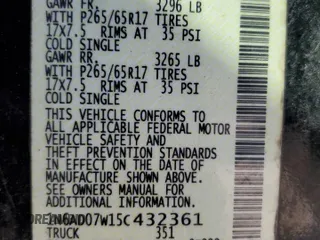 GAWR FR. 3296 LB
WITH P265/65R17 TIRES
17X7.5 RIMS AT 35 PSI
COLD SINGLE
GAWR RR. 3265 LB
WITH P265/65R17 TIRES
17X7.5 RIMS AT 35 PSI
COLD SINGLE
THIS VEHICLE CONFORMS TO
ALL APPLICABLE FEDERAL MOTOR
VEHICLE SAFETY AND
THEFT PREVENTION STANDARDS
IN EFFECT ON THE DATE OF
MANUFACTURE SHOWN ABOVE.
SEE OWNERS MANUAL FOR
ADDITIONAL INFORMATION.
1N6AD07W15C432361
TRUCK 351